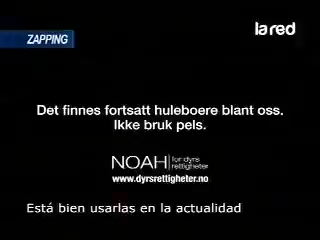 la red
ZAPPING
Det finnes fortsatt huleboere blant oss.
Ikke bruk pels.
NOAH for dyrs
rettigheter
www.dyrsrettigheter.no
Está bien usarlas en la actualidad